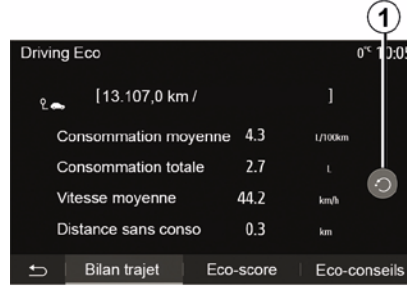 1
Driving Eco 0°C 10:05
[13.107,0 km / ]
Consommation moyenne 4.3 L/100km
Consommation totale 2.7 L
Vitesse moyenne 44.2 km/h
Distance sans conso 0.3 km
Bilan trajet Eco-score Eco-conseils